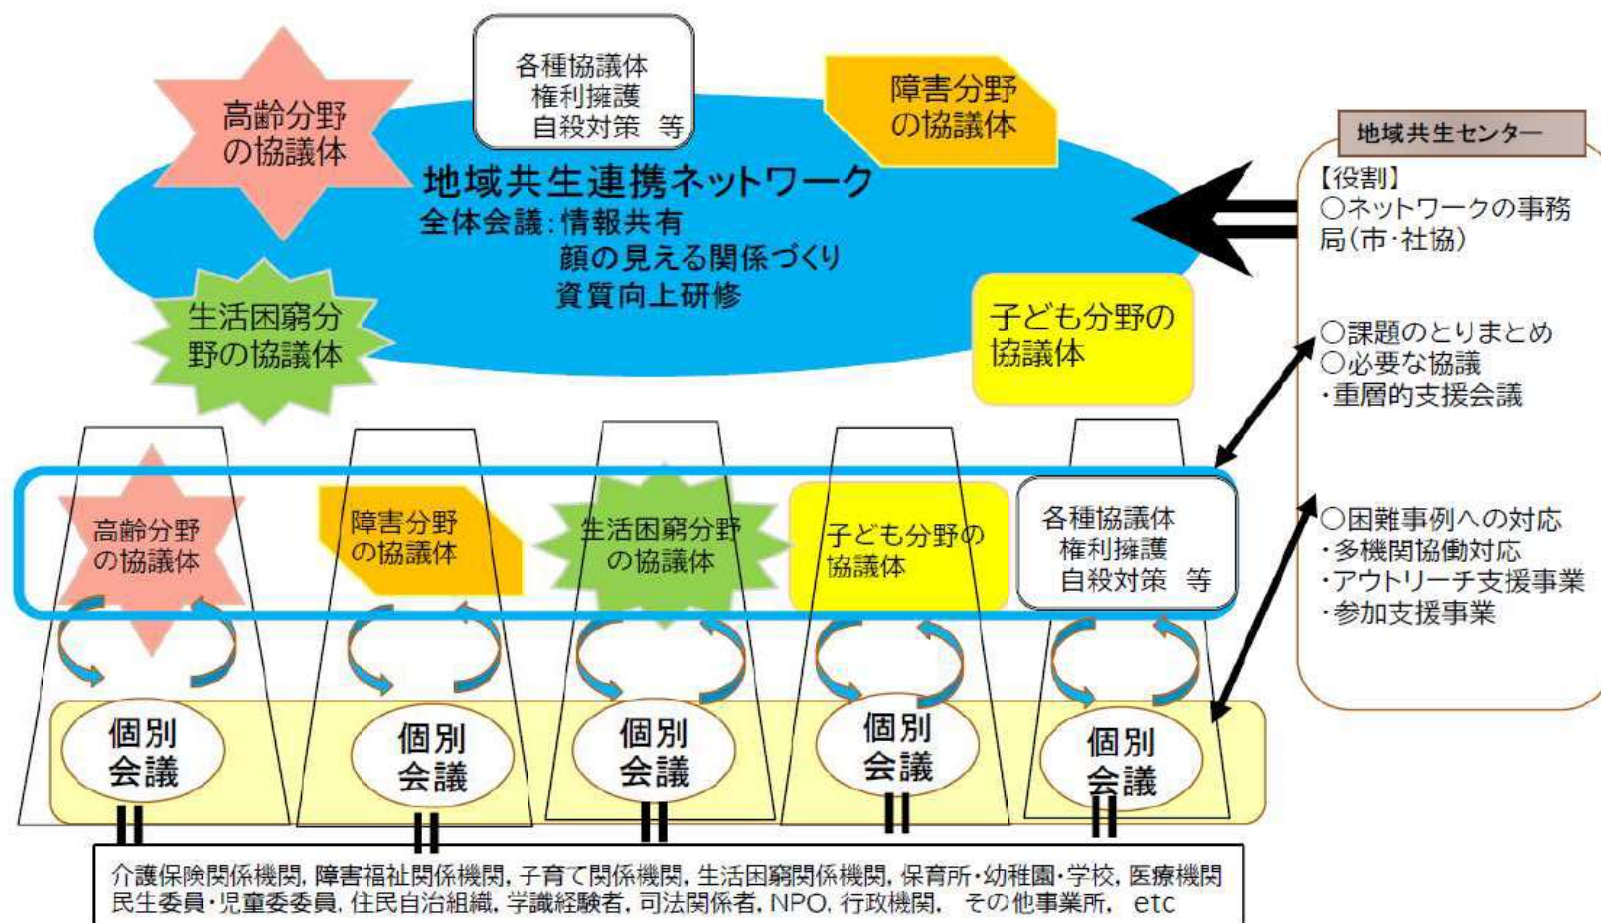 高齢分野
の協議体
各種協議体
権利擁護
自殺対策 等
障害分野
の協議体
地域共生連携ネットワーク
全体会議：情報共有
顔の見える関係づくり
資質向上研修
生活困窮分
野の協議体
子ども分野の
協議体
地域共生センター
【役割】
○ネットワークの事務
局（市・社協）
○課題のとりまとめ
○必要な協議
・重層的支援会議
○困難事例への対応
・多機関協働対応
・アウトリーチ支援事業
・参加支援事業
高齢分野
の協議体
障害分野
の協議体
生活困窮分野
の協議体
子ども分野の
協議体
各種協議体
権利擁護
自殺対策 等
個別
会議
個別
会議
個別
会議
個別
会議
個別
会議
介護保険関係機関, 障害福祉関係機関, 子育て関係機関, 生活困窮関係機関, 保育所・幼稚園・学校, 医療機関
民生委員・児童委委員, 住民自治組織, 学識経験者, 司法関係者, NPO, 行政機関, その他事業所, etc